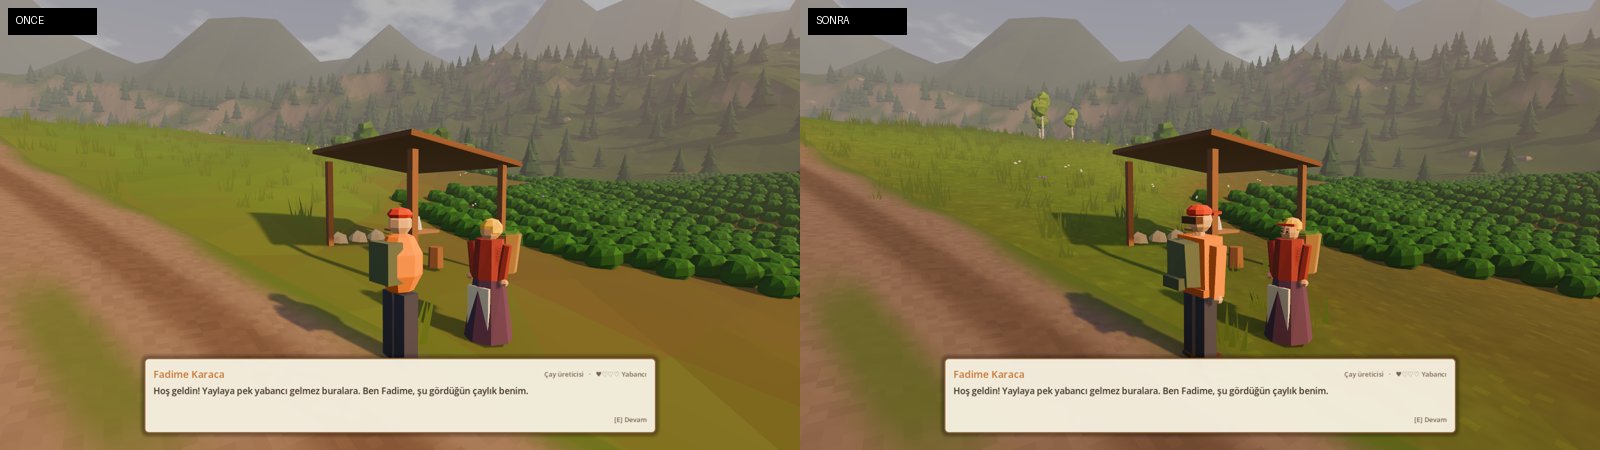 ONCE
Fadime Karaca
Çay üreticisi · ♥♡♡♡ Yabancı
Hoş geldin! Yaylaya pek yabancı gelmez buralara. Ben Fadime, şu gördüğün çaylık benim.
[E] Devam
SONRA
Fadime Karaca
Çay üreticisi · ♥♡♡♡ Yabancı
Hoş geldin! Yaylaya pek yabancı gelmez buralara. Ben Fadime, şu gördüğün çaylık benim.
[E] Devam